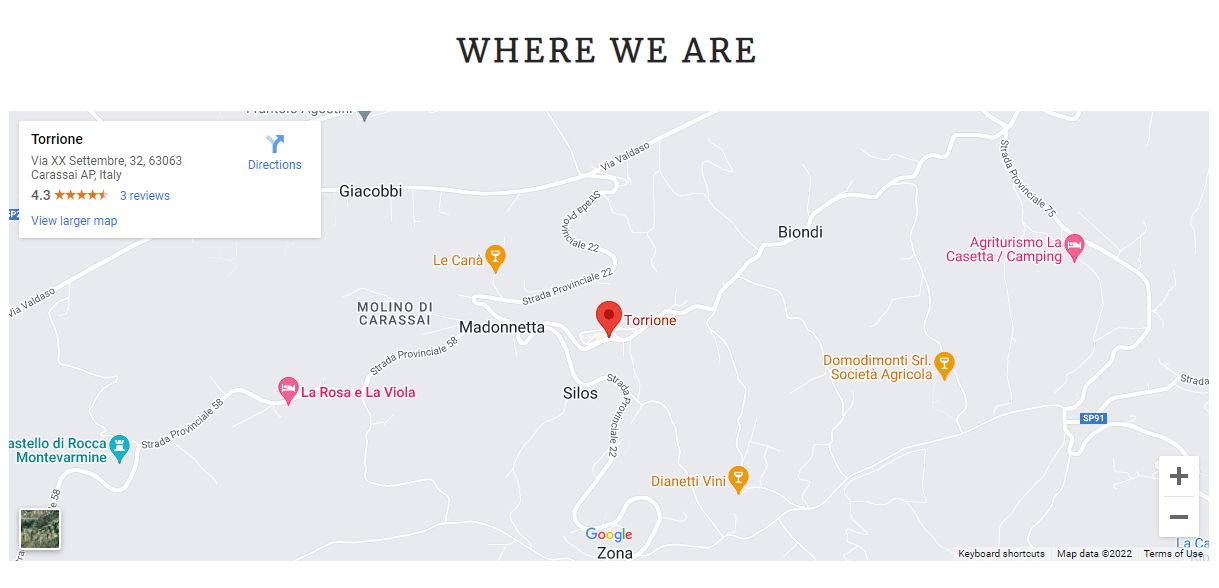 WHERE WE ARE
Torrione
Via XX Settembre, 32, 63063
Carassai AP, Italy
Directions
4.3
3 reviews
View larger map
Via Valdaso
Giacobbi
Strada Provinciale 75
Strada Pro
vinciale 22
Biondi
Agriturismo La
Casetta / Camping
Le Canà
Strada Provinciale 22
Via Valdaso
MOLINO DI
CARASSAI
Torrione
Madonnetta
Strada Provinciale 58
Domodimonti Srl.
Società Agricola
Strada
La Rosa e La Viola
Silos
Strada Provinciale 22
SP91
Strada Provinciale 58
astello di Rocca
Montevarmine
Dianetti Vini
58
Google
Zona
La Ca
Keyboard shortcuts
Map data ©2022
Terms of Use